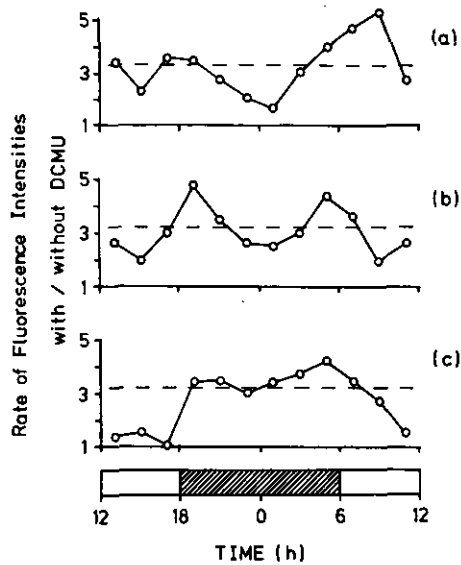 Rate of Fluorescence Intensities
with / without DCMU
5
3
1
(a)
5
3
1
(b)
5
3
1
(c)
12 18 0 6 12
TIME (h)